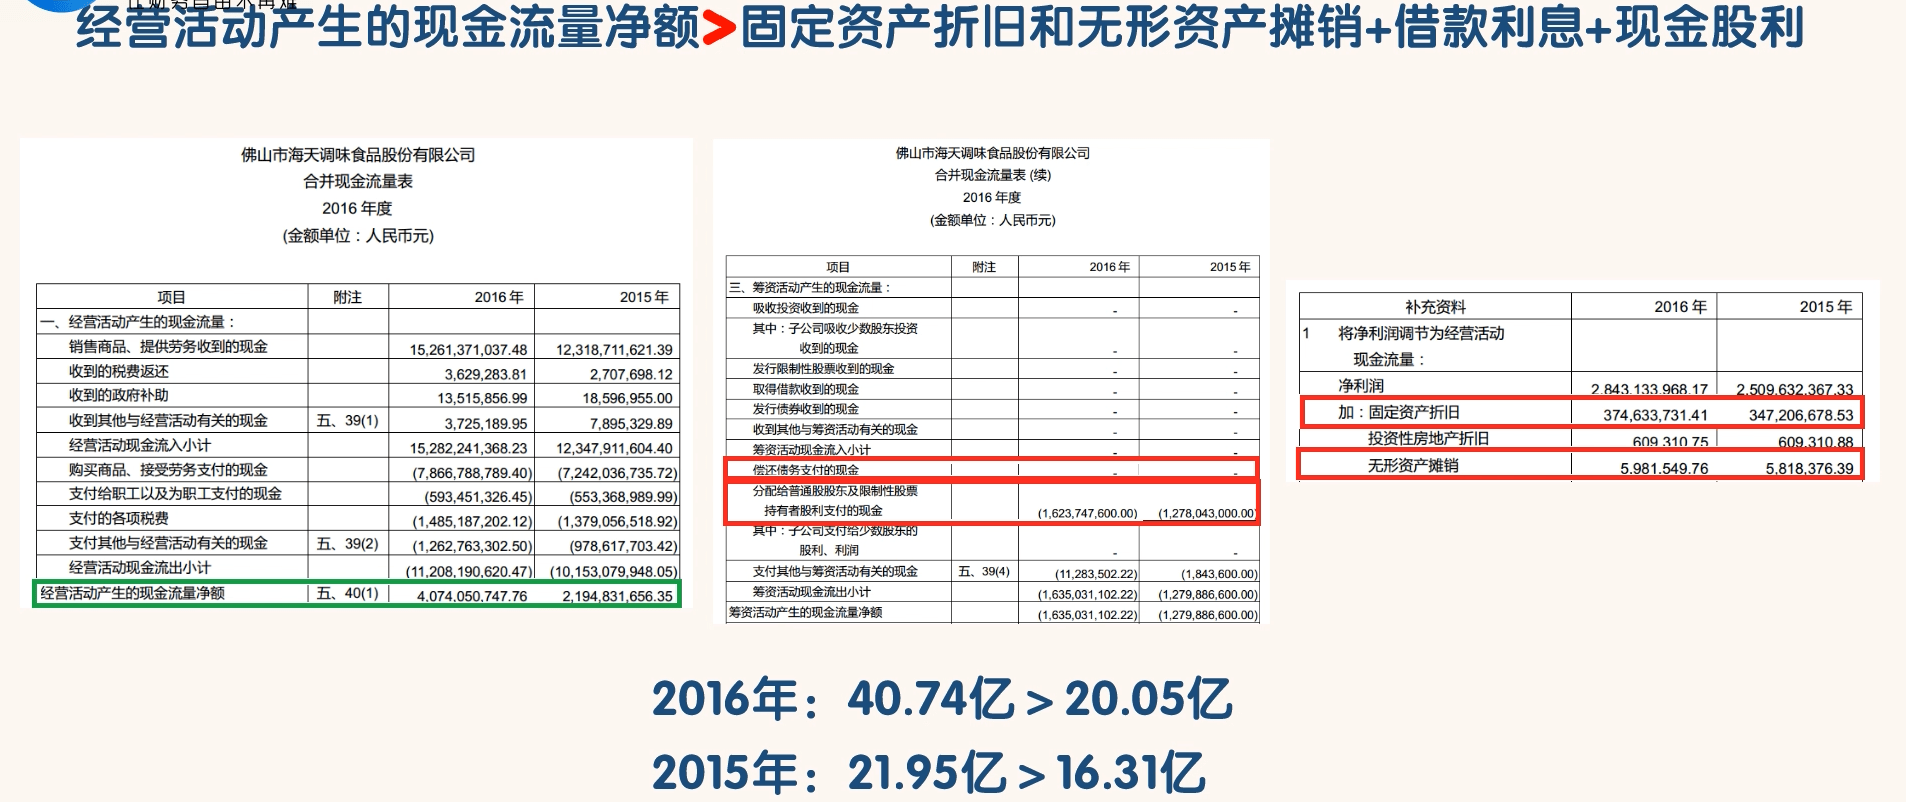 让财务自由不再难
经营活动产生的现金流量净额>固定资产折旧和无形资产摊销+借款利息+现金股利
佛山市海天调味食品股份有限公司
合并现金流量表
2016 年度
(金额单位：人民币元)
项目 附注 2016 年 2015 年
一、经营活动产生的现金流量：
销售商品、提供劳务收到的现金 15,261,371,037.48 12,318,711,621.39
收到的税费返还 3,629,283.81 2,707,698.12
收到的政府补助 13,515,856.99 18,596,955.00
收到其他与经营活动有关的现金 五、39(1) 3,725,189.95 7,895,329.89
经营活动现金流入小计 15,282,241,368.23 12,347,911,604.40
购买商品、接受劳务支付的现金 (7,866,788,789.40) (7,242,036,735.72)
支付给职工以及为职工支付的现金 (593,451,326.45) (553,368,989.99)
支付的各项税费 (1,485,187,202.12) (1,379,056,518.92)
支付其他与经营活动有关的现金 五、39(2) (1,262,763,302.50) (978,617,703.42)
经营活动现金流出小计 (11,208,190,620.47) (10,153,079,948.05)
经营活动产生的现金流量净额 五、40(1) 4,074,050,747.76 2,194,831,656.35
佛山市海天调味食品股份有限公司
合并现金流量表 (续)
2016 年度
(金额单位：人民币元)
项目 附注 2016 年 2015 年
三、筹资活动产生的现金流量：
吸收投资收到的现金 - -
其中：子公司吸收少数股东投资
收到的现金 - -
发行限制性股票收到的现金 - -
取得借款收到的现金 - -
发行债券收到的现金 - -
收到其他与筹资活动有关的现金 - -
筹资活动现金流入小计 - -
偿还债务支付的现金 - -
分配给普通股股东及限制性股票
持有者股利支付的现金 (1,623,747,600.00) (1,278,043,000.00)
其中：子公司支付给少数股东的
股利、利润 - -
支付其他与筹资活动有关的现金 五、39(4) (11,283,502.22) (1,843,600.00)
筹资活动现金流出小计 (1,635,031,102.22) (1,279,886,600.00)
筹资活动产生的现金流量净额 (1,635,031,102.22) (1,279,886,600.00)
补充资料 2016 年 2015 年
1 将净利润调节为经营活动
现金流量：
净利润 2,843,133,968.17 2,509,632,367.33
加：固定资产折旧 374,633,731.41 347,206,678.53
投资性房地产折旧 609,310.75 609,310.88
无形资产摊销 5,981,549.76 5,818,376.39
2016年：40.74亿＞20.05亿
2015年：21.95亿＞16.31亿